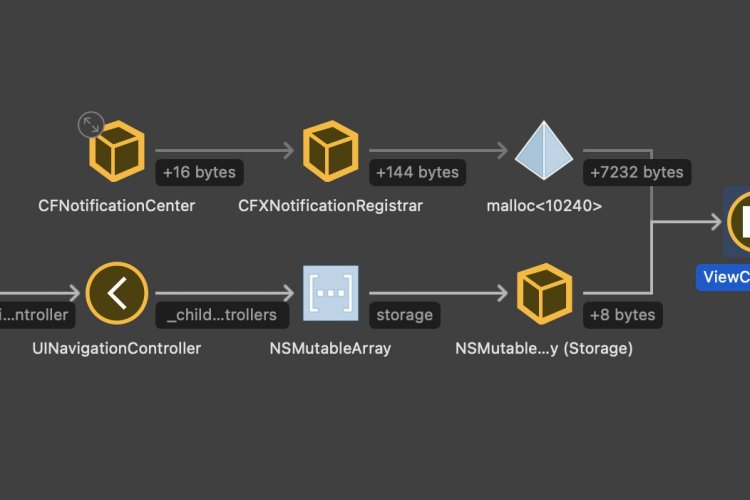 +16 bytes
+144 bytes
+7232 bytes
CFNotificationCenter
CFXNotificationRegistrar
malloc<10240>
ViewC
i...ntroller
_child...trollers
storage
+8 bytes
UINavigationController
NSMutableArray
NSMutable...y (Storage)